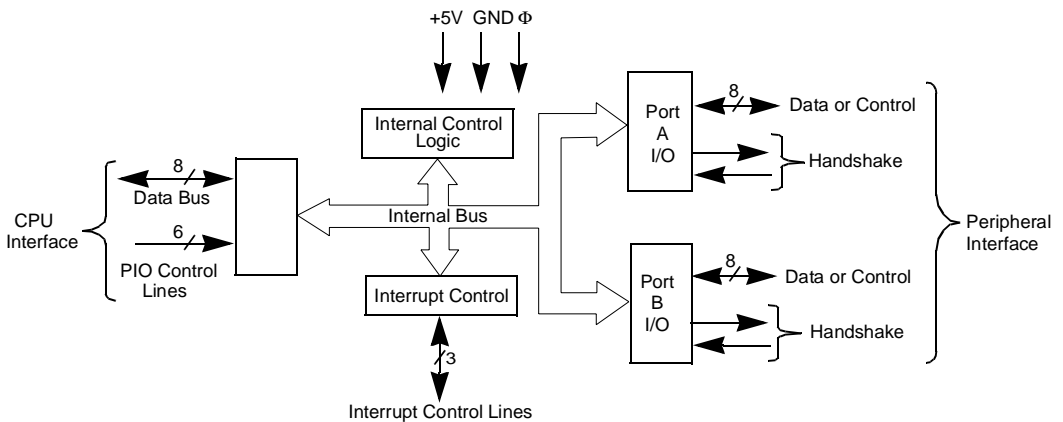 +5V GND Φ
Internal Control
Logic
8
Data Bus
CPU
Interface
6
PIO Control
Lines
Internal Bus
Interrupt Control
3
Interrupt Control Lines
Port
A
I/O
8
Data or Control
Handshake
Port
B
I/O
8
Data or Control
Handshake
Peripheral
Interface